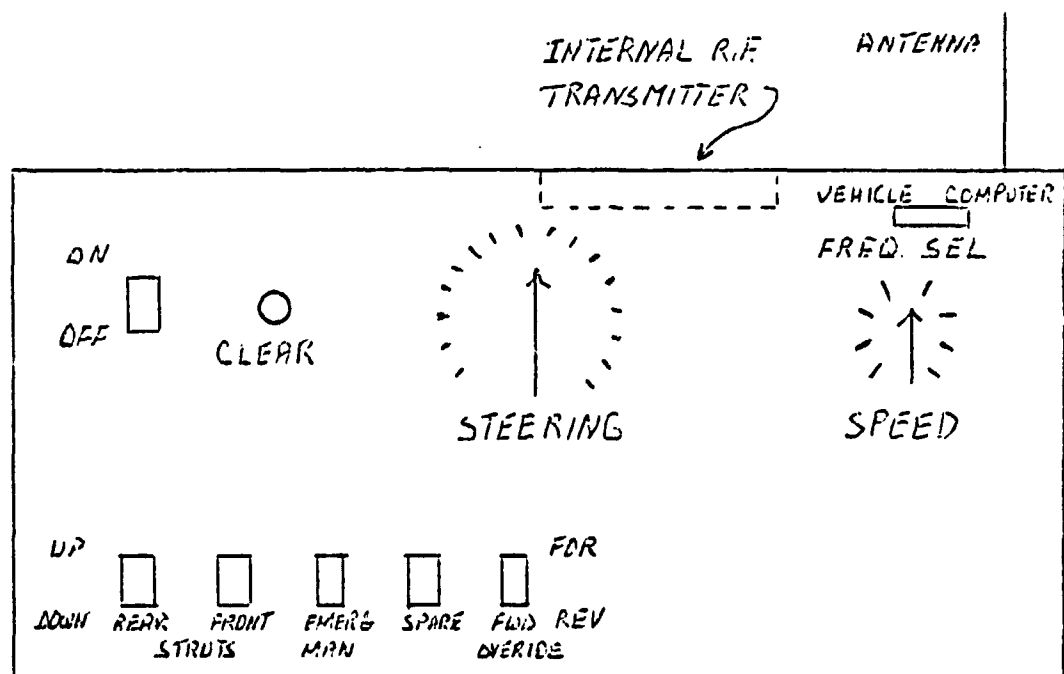 INTERNAL R.F. ANTENNA
TRANSMITTER
VEHICLE COMPUTER
ON
FREQ. SEL
OFF
CLEAR
STEERING
SPEED
UP FOR
DOWN REAR FRONT EMERG SPARE FWD REV
STRUTS MAN OVERIDE